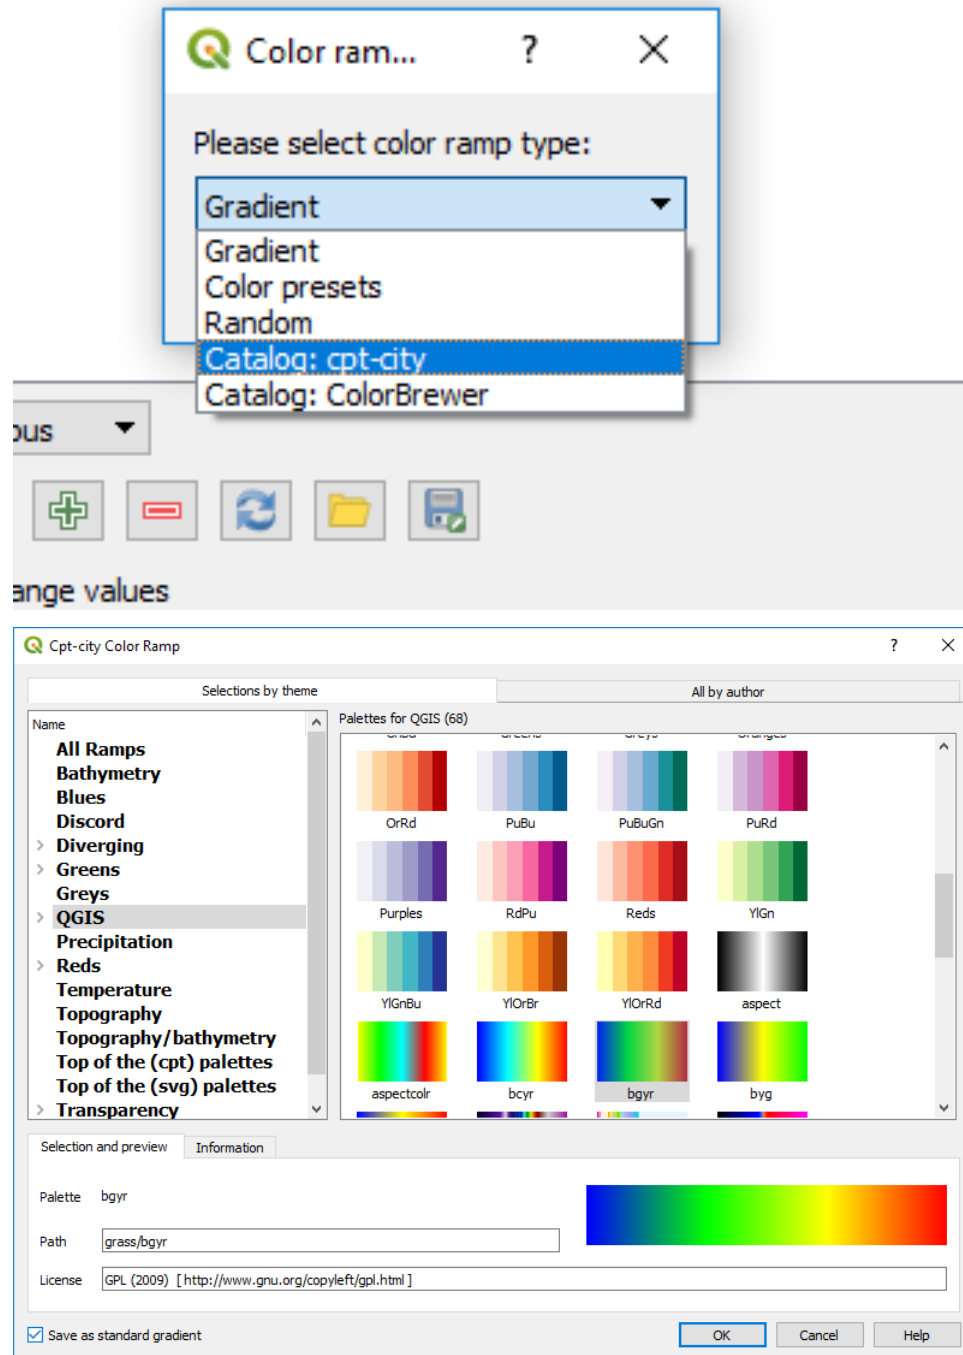 Color ram...
?
Please select color ramp type:
Gradient
Gradient
Color presets
Random
Catalog: cpt-city
Catalog: ColorBrewer
ous
ange values
Cpt-city Color Ramp
?
Selections by theme
All by author
Name
All Ramps
Bathymetry
Blues
Discord
Diverging
Greens
Greys
QGIS
Precipitation
Reds
Temperature
Topography
Topography/bathymetry
Top of the (cpt) palettes
Top of the (svg) palettes
Transparency
Palettes for QGIS (68)
GnBu Greens Greys Oranges
OrRd PuBu PuBuGn PuRd
Purples RdPu Reds YlGn
YlGnBu YlOrBr YlOrRd aspect
aspectcolr bcyr bgyr byg
Selection and preview
Information
Palette bgyr
Path grass/bgyr
License GPL (2009) [ http://www.gnu.org/copyleft/gpl.html ]
Save as standard gradient
OK Cancel Help